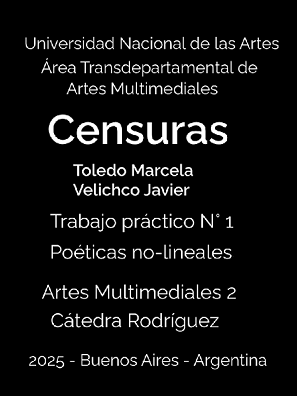 Universidad Nacional de las Artes
Área Transdepartamental de
Artes Multimediales
Censuras
Toledo Marcela
Velichco Javier
Trabajo práctico N° 1
Poéticas no-lineales
Artes Multimediales 2
Cátedra Rodríguez
2025 - Buenos Aires - Argentina